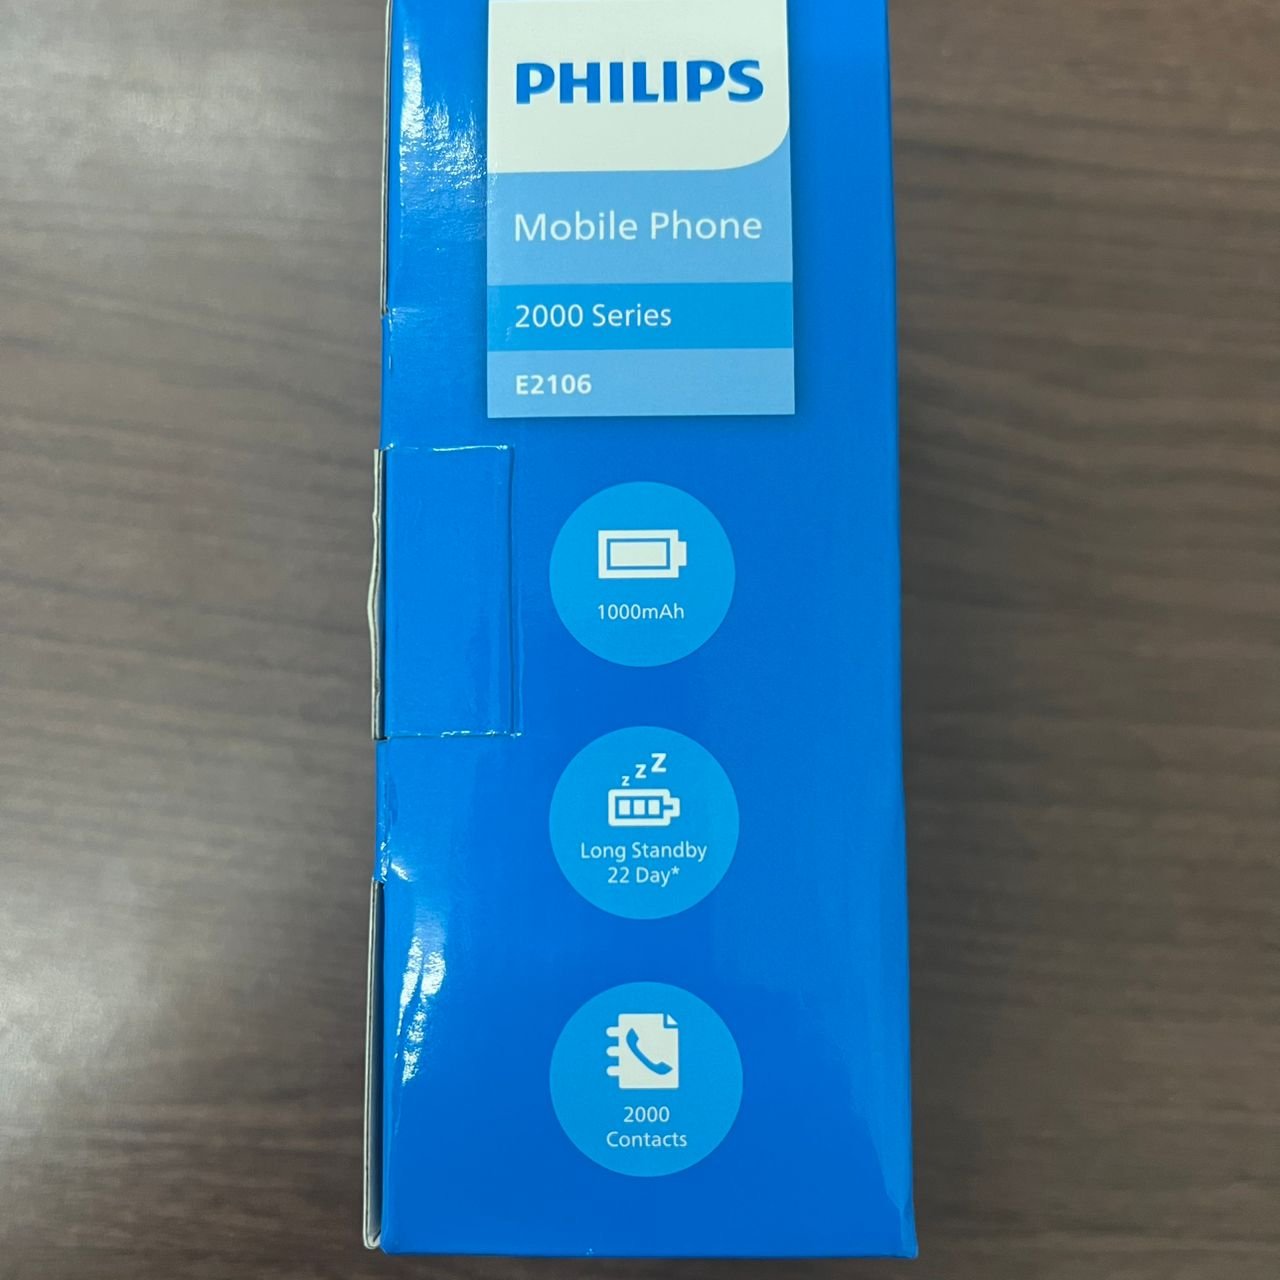 PHILIPS
Mobile Phone
2000 Series
E2106
1000mAh
z z Z
Long Standby
22 Day*
2000
Contacts